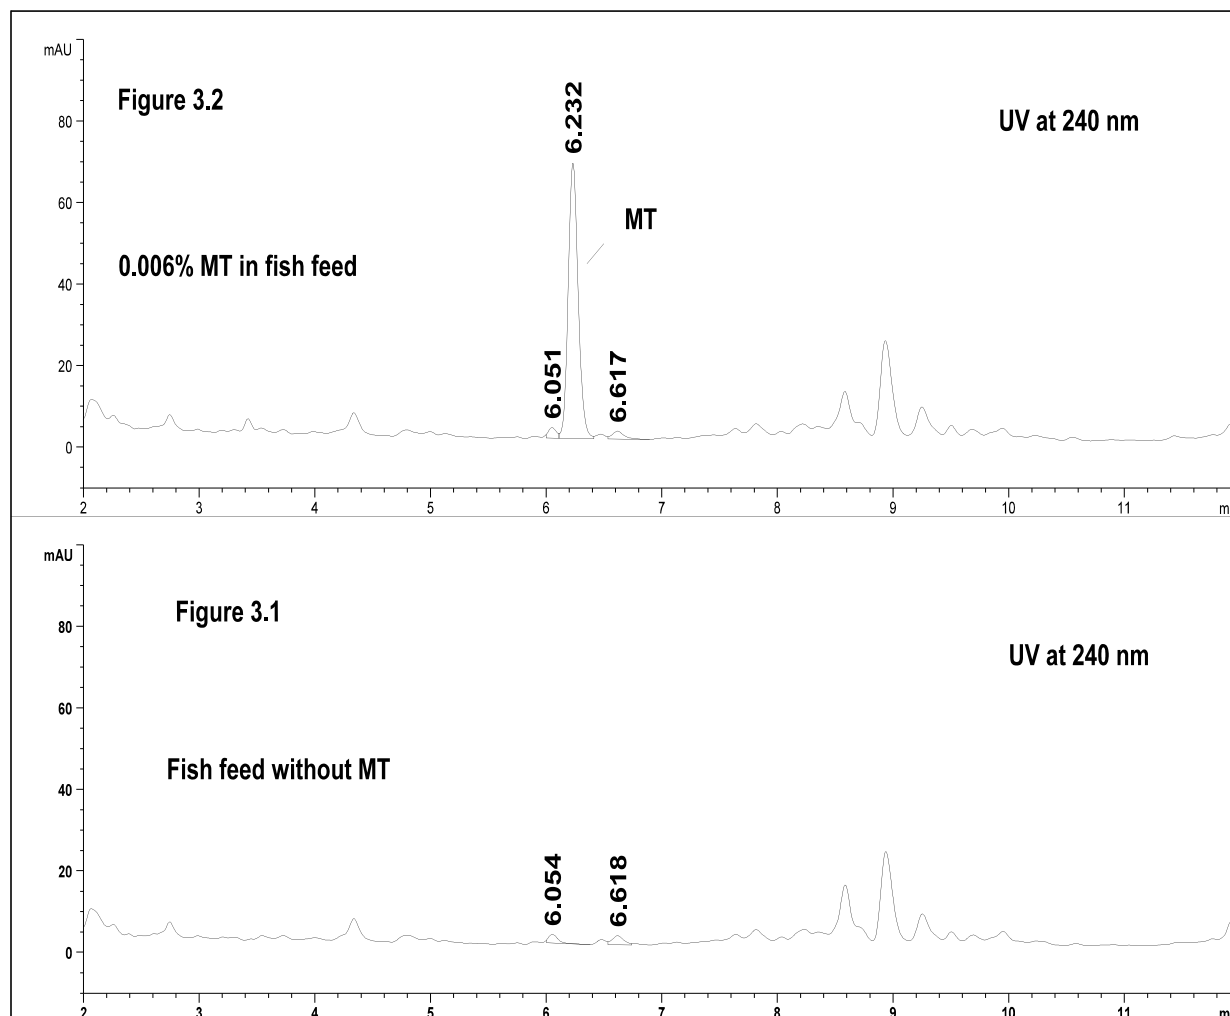 mAU
Figure 3.2
6.232
UV at 240 nm
80
60
MT
0.006% MT in fish feed
40
6.051
6.617
20
0
2 3 4 5 6 7 8 9 10 11 m
mAU
Figure 3.1
80
UV at 240 nm
60
Fish feed without MT
40
6.054
6.618
20
0
2 3 4 5 6 7 8 9 10 11 m